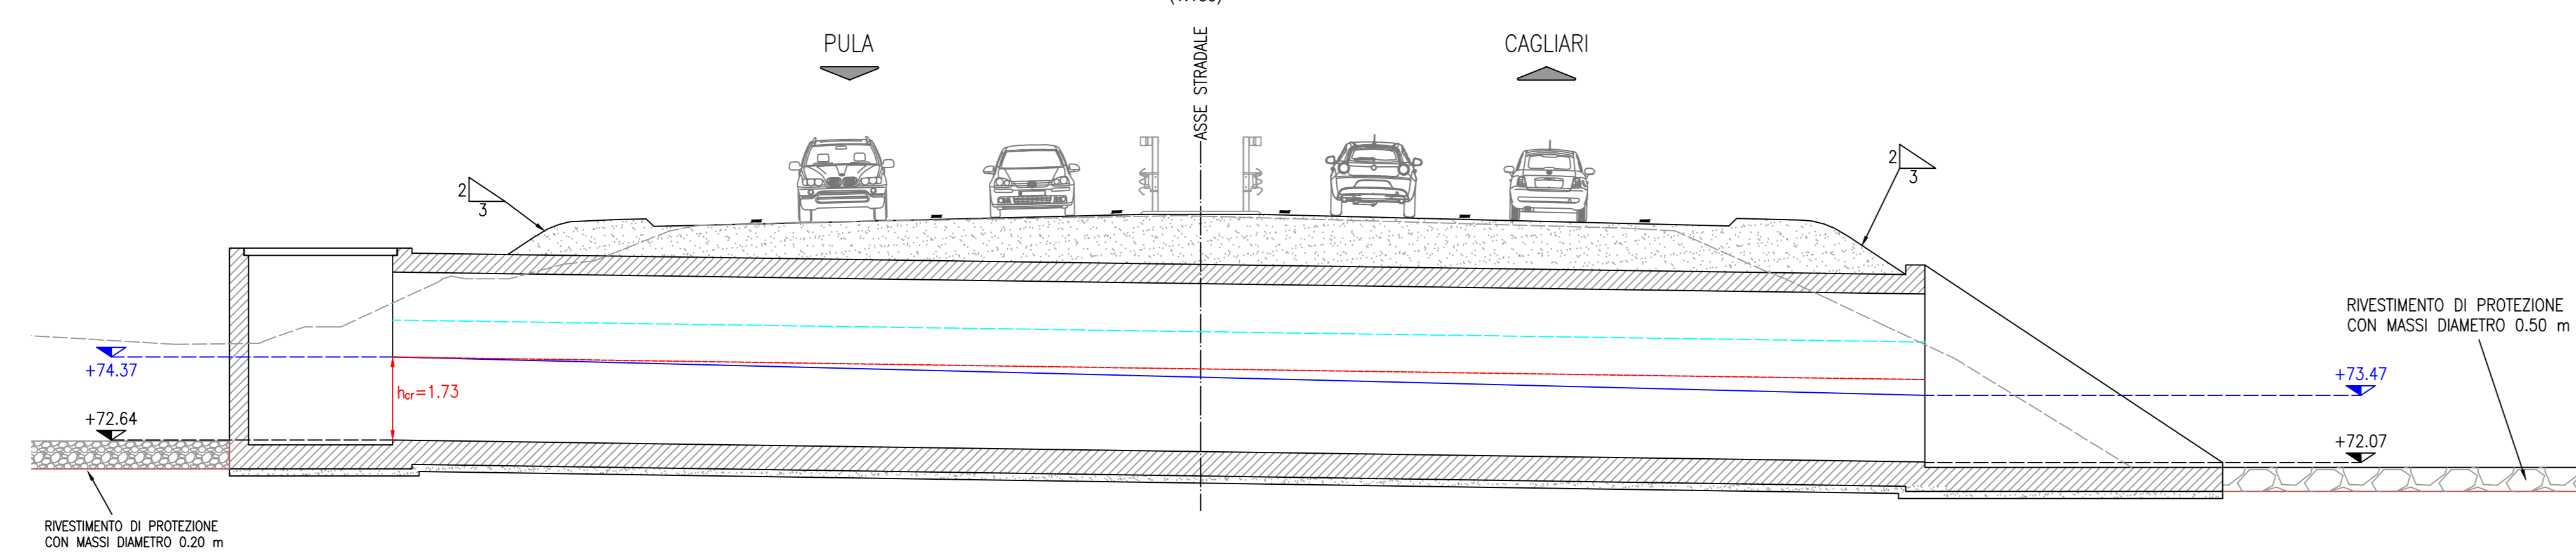 PULA
CAGLIARI
ASSE STRADALE
2
3
2
3
RIVESTIMENTO DI PROTEZIONE
CON MASSI DIAMETRO 0.50 m
+74.37
hcr=1.73
+73.47
+72.64
+72.07
RIVESTIMENTO DI PROTEZIONE
CON MASSI DIAMETRO 0.20 m